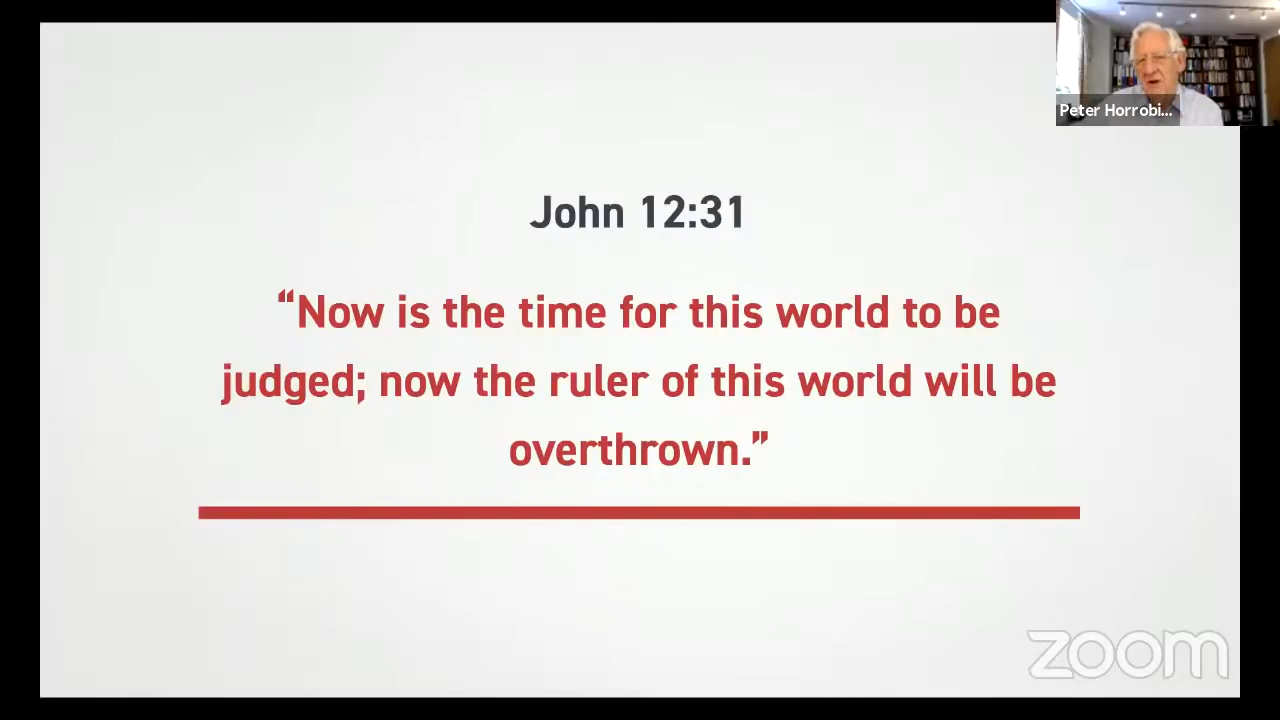 Peter Horrobi...
John 12:31
“Now is the time for this world to be
judged; now the ruler of this world will be
overthrown.”
zoom